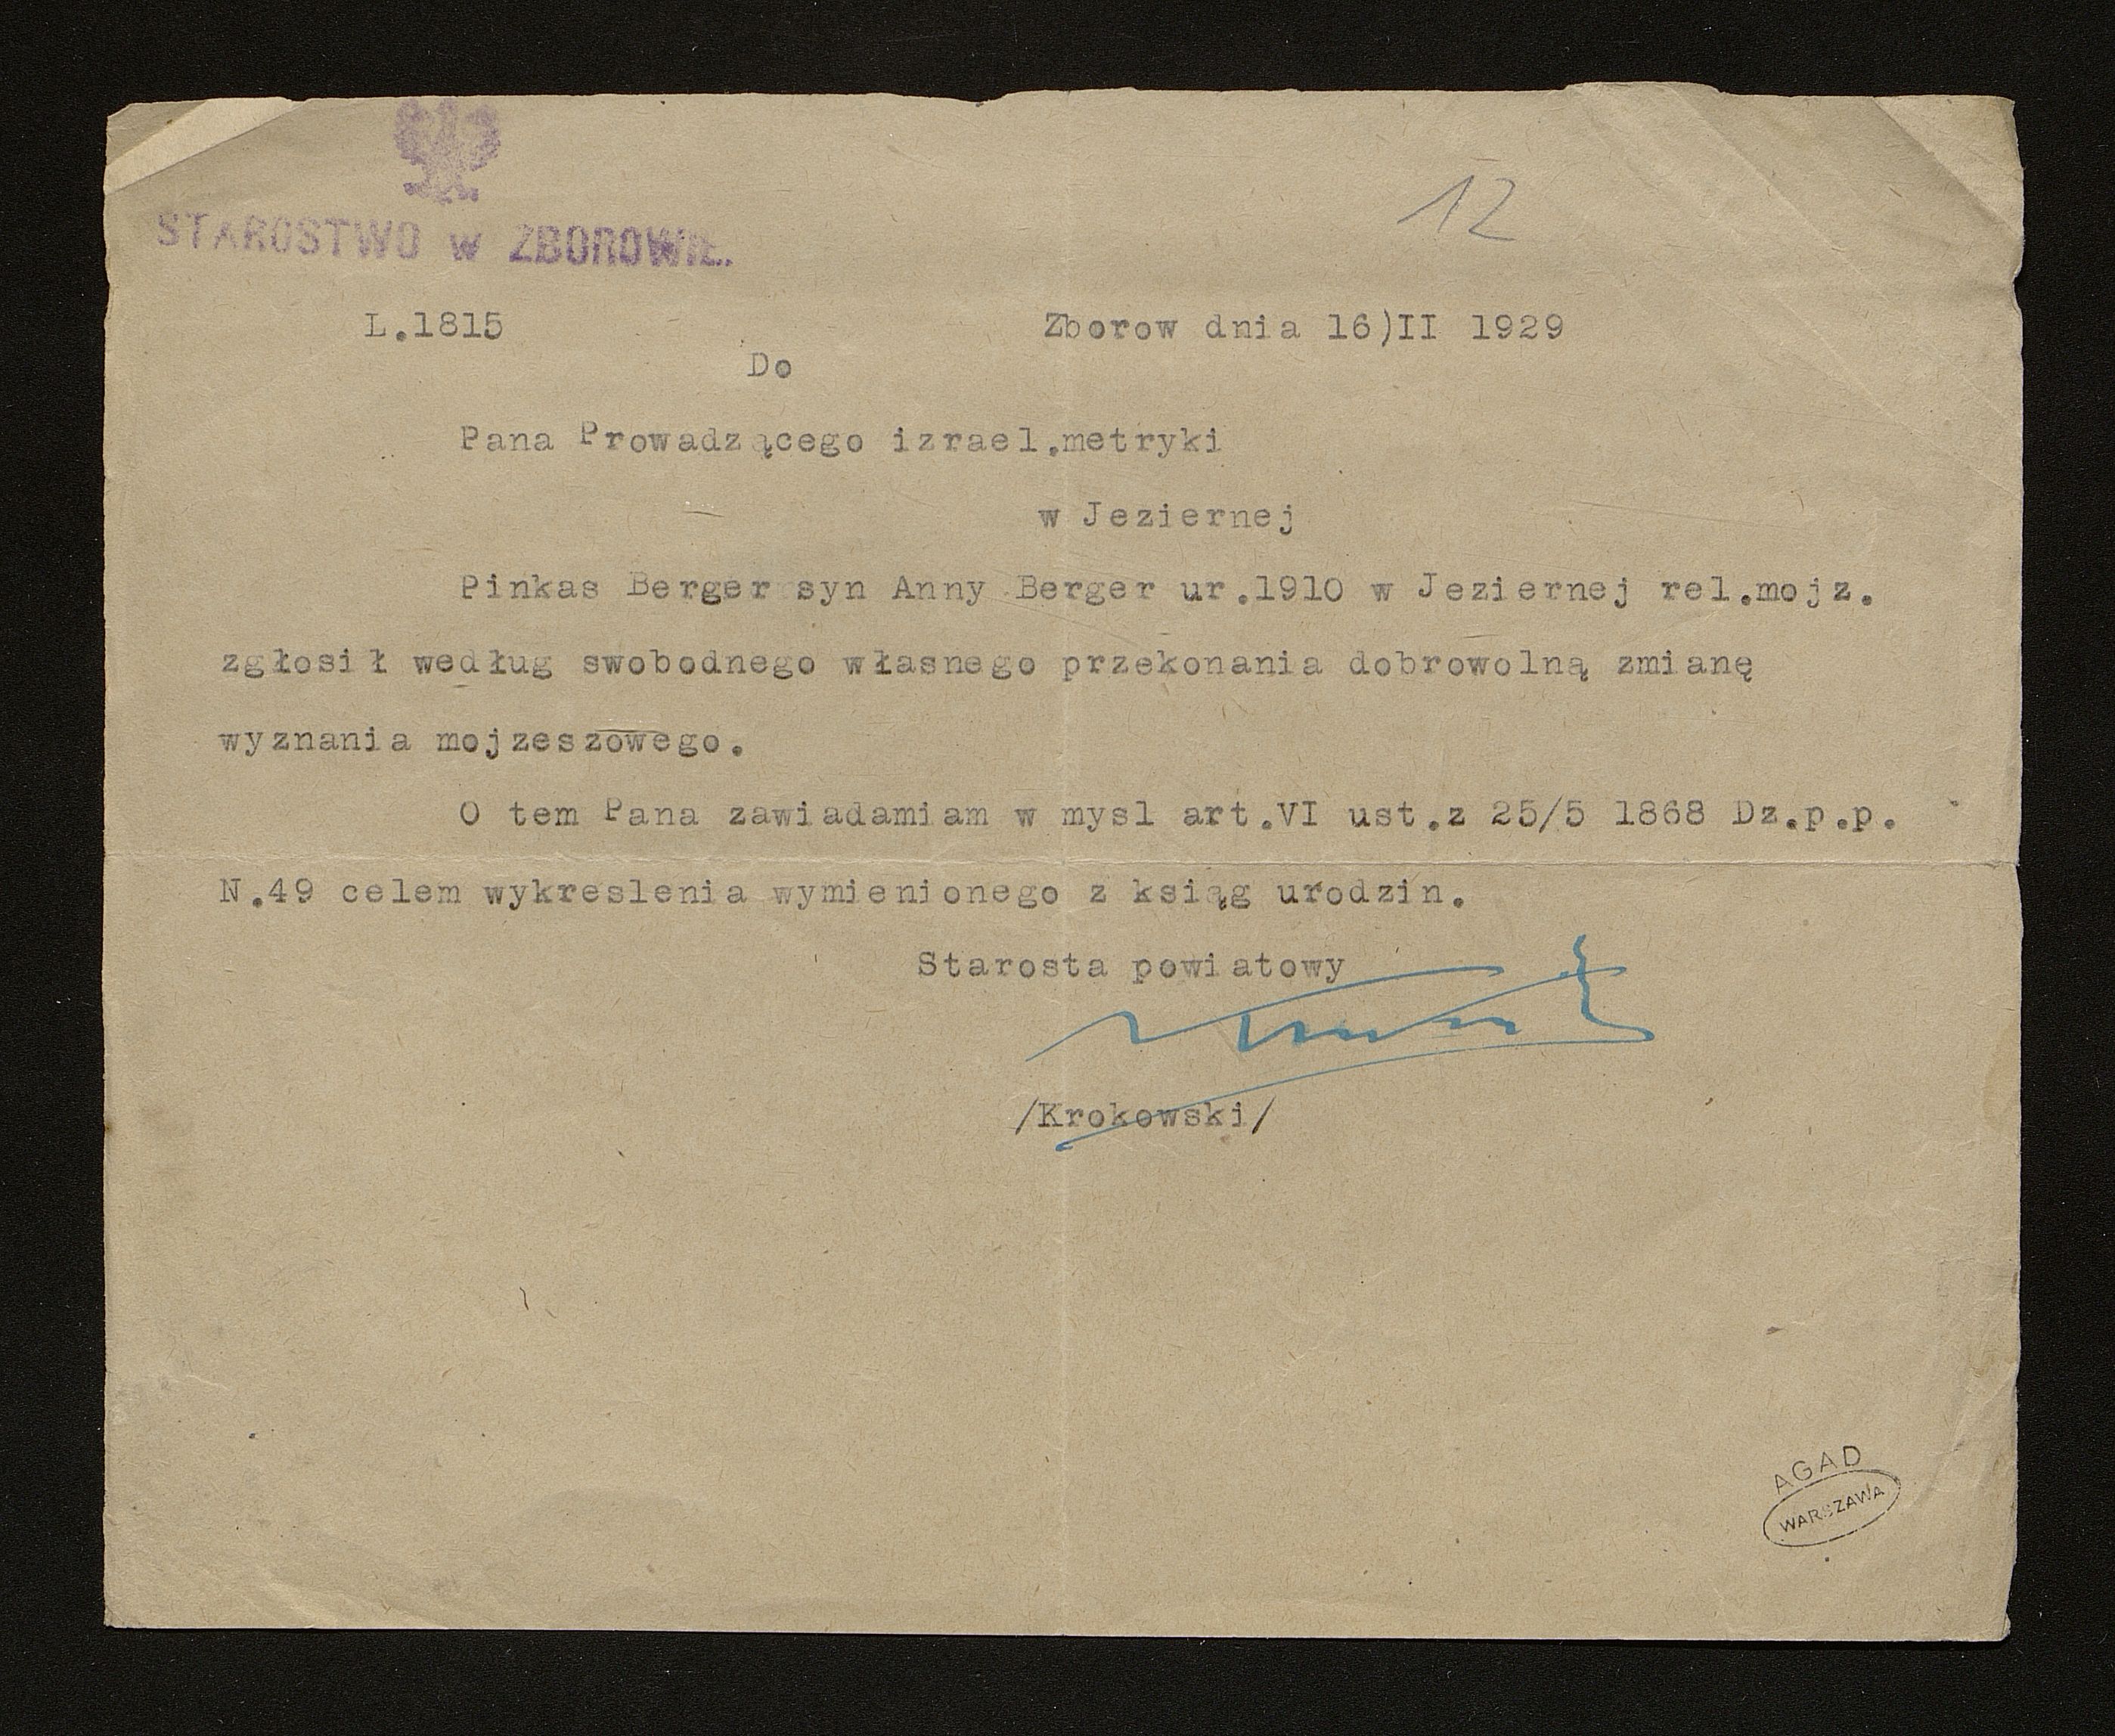 STAROSTWO w ZBOROWIE.
12
L.1815 Zborow dnia 16)II 1929
Do
Pana Prowadzącego izrael.metryki
w Jeziernej
Pinkas Berger syn Anny Berger ur.1910 w Jeziernej rel.mojz.
zgłosił według swobodnego własnego przekonania dobrowolną zmianę
wyznania mojzeszowego.
O tem Pana zawiadamiam w mysl art.VI ust.z 25/5 1868 Dz.p.p.
N.49 celem wykreslenia wymienionego z ksiąg urodzin.
Starosta powiatowy
/Krokowski/
AGAD
WARSZAWA